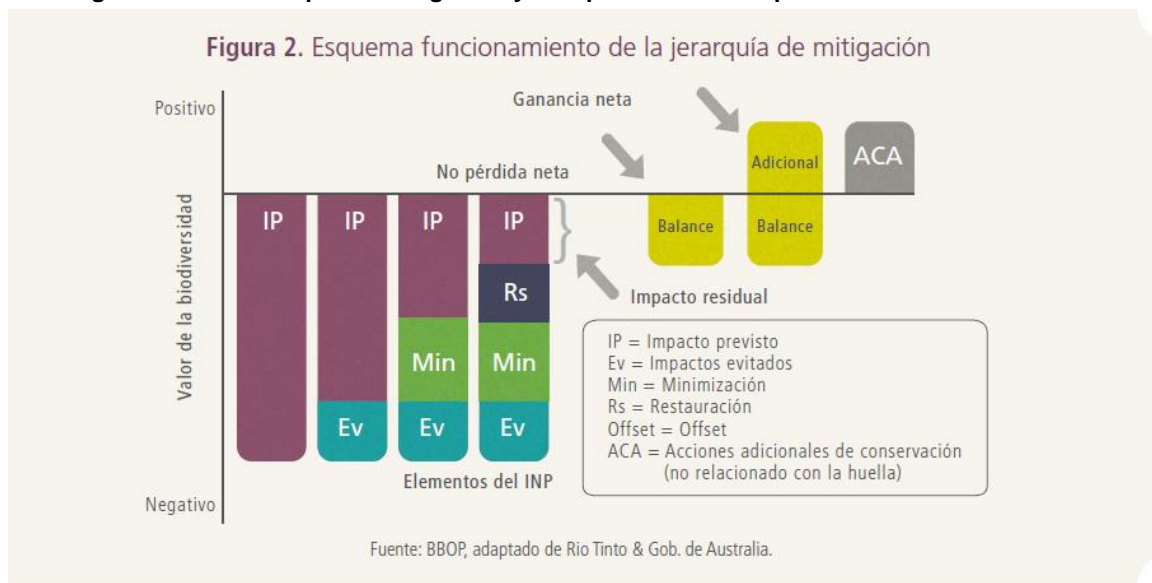 Figura 2. Esquema funcionamiento de la jerarquía de mitigación
Positivo
Ganancia neta
No pérdida neta
Adicional
ACA
IP
IP
IP
IP
Balance
Balance
Valor de la biodiversidad
Rs
Impacto residual
Min
Min
Ev
Ev
Ev
IP = Impacto previsto
Ev = Impactos evitados
Min = Minimización
Rs = Restauración
Offset = Offset
ACA = Acciones adicionales de conservación
(no relacionado con la huella)
Elementos del INP
Negativo
Fuente: BBOP, adaptado de Rio Tinto & Gob. de Australia.